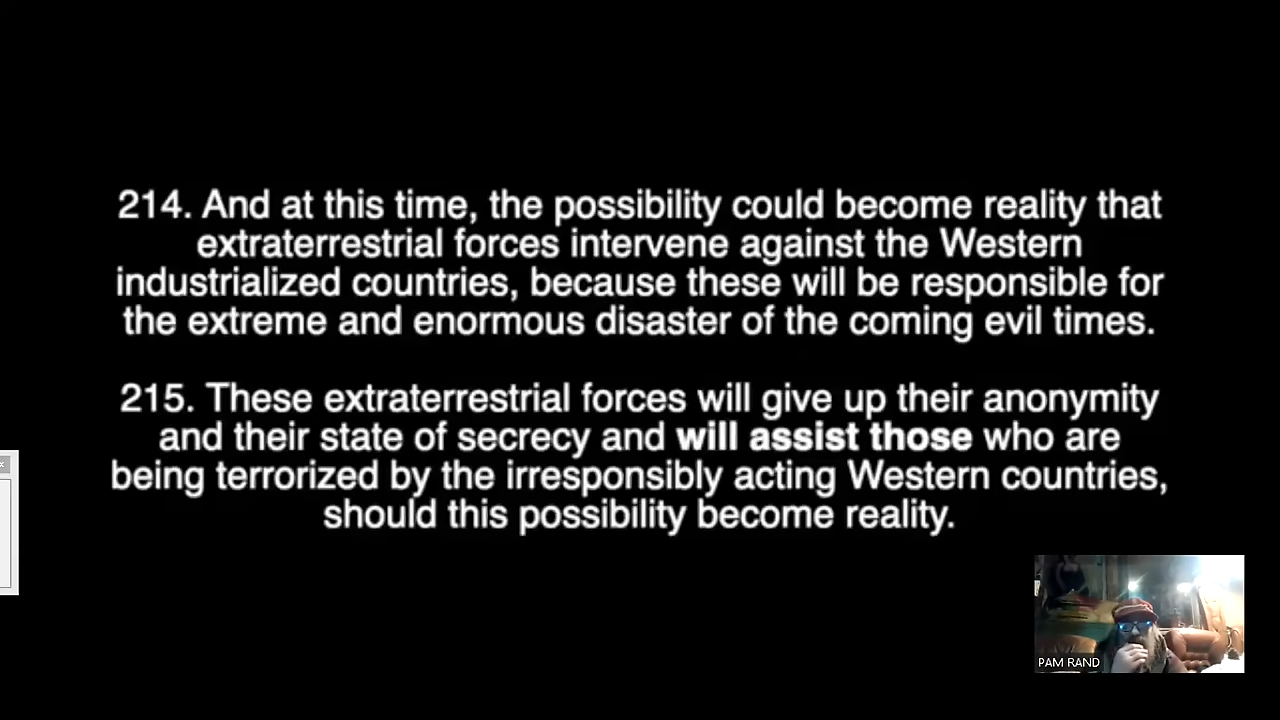 214. And at this time, the possibility could become reality that
extraterrestrial forces intervene against the Western
industrialized countries, because these will be responsible for
the extreme and enormous disaster of the coming evil times.
215. These extraterrestrial forces will give up their anonymity
and their state of secrecy and will assist those who are
being terrorized by the irresponsibly acting Western countries,
should this possibility become reality.
PAM RAND